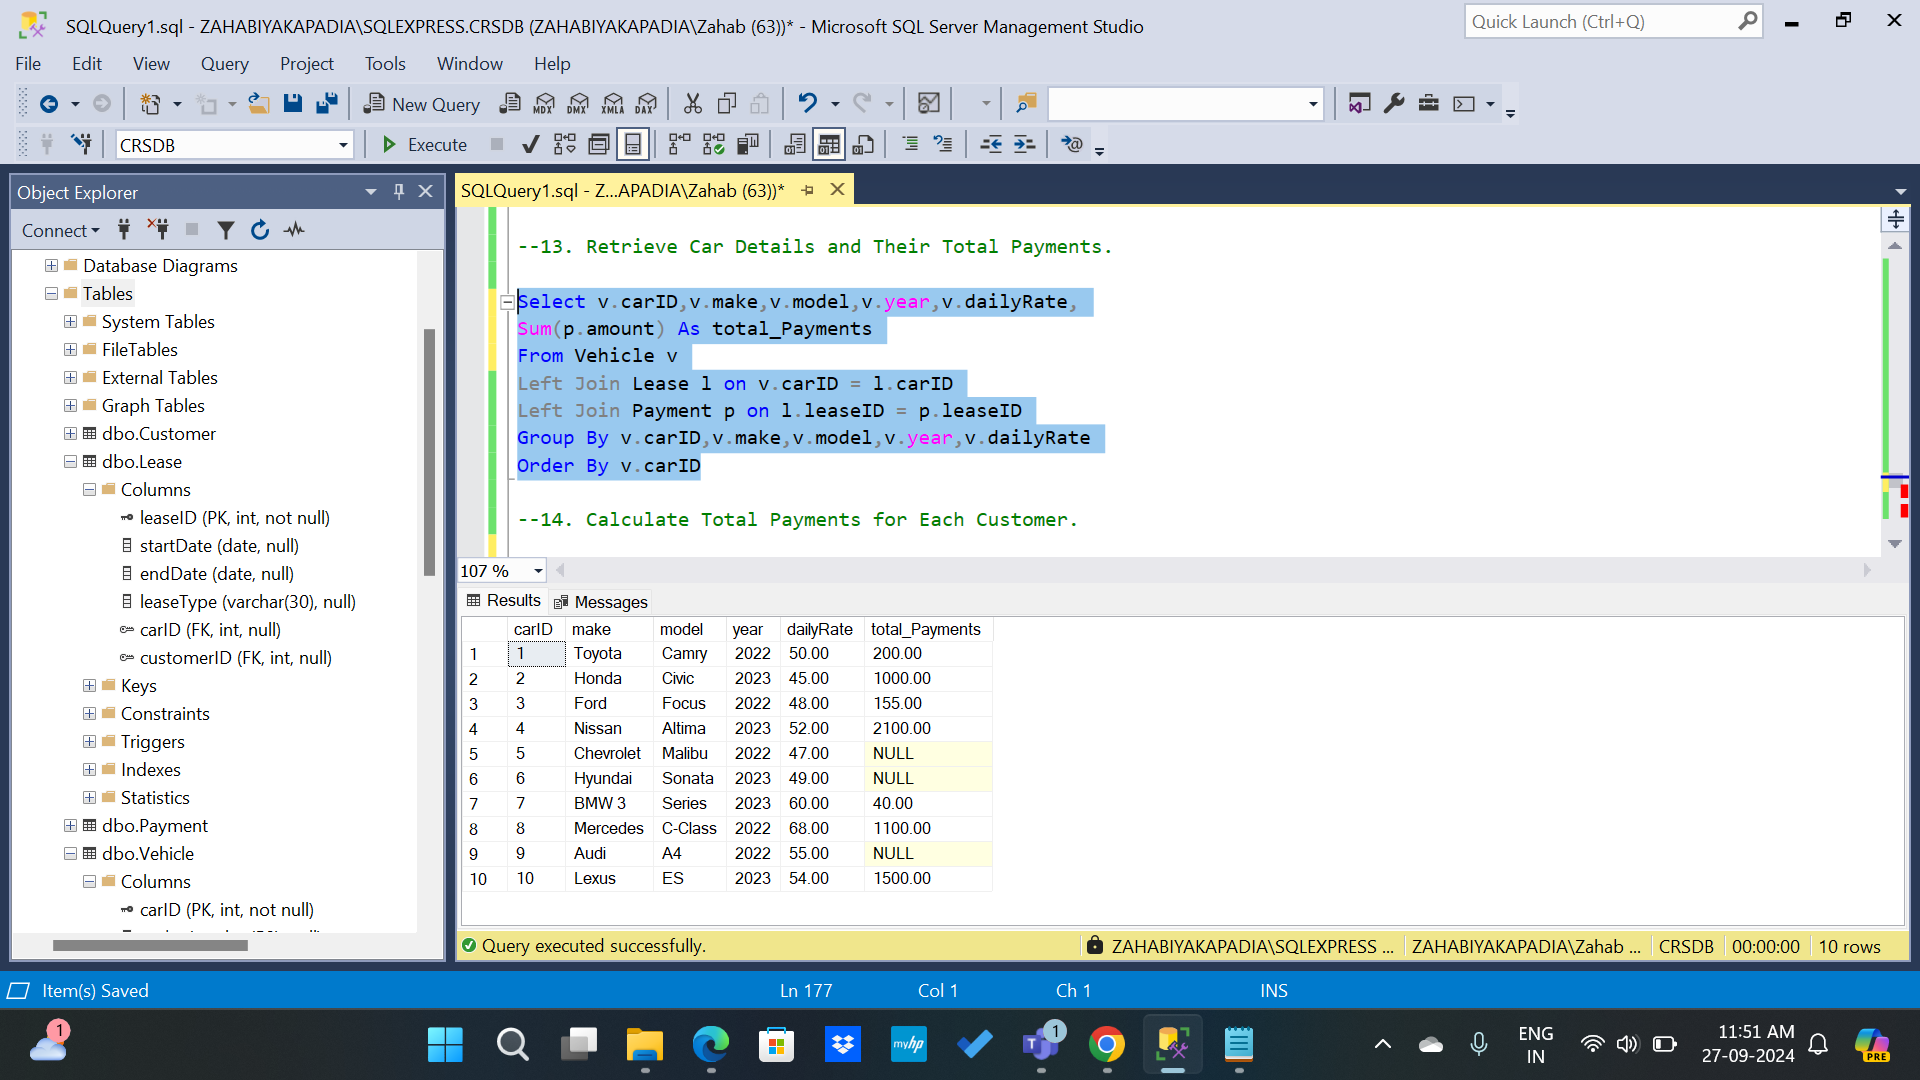 SQLQuery1.sql - ZAHABIYAKAPADIA\SQLEXPRESS.CRSDB (ZAHABIYAKAPADIA\Zahab (63))* - Microsoft SQL Server Management Studio
Quick Launch (Ctrl+Q)
File Edit View Query Project Tools Window Help
New Query MDX DMX XMLA DAX
CRSDB Execute
Object Explorer
SQLQuery1.sql - Z...APADIA\Zahab (63))*
Connect
Database Diagrams
Tables
System Tables
FileTables
External Tables
Graph Tables
dbo.Customer
dbo.Lease
Columns
leaseID (PK, int, not null)
startDate (date, null)
endDate (date, null)
leaseType (varchar(30), null)
carID (FK, int, null)
customerID (FK, int, null)
Keys
Constraints
Triggers
Indexes
Statistics
dbo.Payment
dbo.Vehicle
Columns
carID (PK, int, not null)
--13. Retrieve Car Details and Their Total Payments.
Select v.carID,v.make,v.model,v.year,v.dailyRate,
Sum(p.amount) As total_Payments
From Vehicle v
Left Join Lease l on v.carID = l.carID
Left Join Payment p on l.leaseID = p.leaseID
Group By v.carID,v.make,v.model,v.year,v.dailyRate
Order By v.carID
--14. Calculate Total Payments for Each Customer.
107 %
Results Messages
carID make model year dailyRate total_Payments
1 1 Toyota Camry 2022 50.00 200.00
2 2 Honda Civic 2023 45.00 1000.00
3 3 Ford Focus 2022 48.00 155.00
4 4 Nissan Altima 2023 52.00 2100.00
5 5 Chevrolet Malibu 2022 47.00 NULL
6 6 Hyundai Sonata 2023 49.00 NULL
7 7 BMW 3 Series 2023 60.00 40.00
8 8 Mercedes C-Class 2022 68.00 1100.00
9 9 Audi A4 2022 55.00 NULL
10 10 Lexus ES 2023 54.00 1500.00
Query executed successfully. ZAHABIYAKAPADIA\SQLEXPRESS ... ZAHABIYAKAPADIA\Zahab ... CRSDB 00:00:00 10 rows
Item(s) Saved Ln 177 Col 1 Ch 1 INS
1
myhp
1
ENG
IN
11:51 AM
27-09-2024
PRE